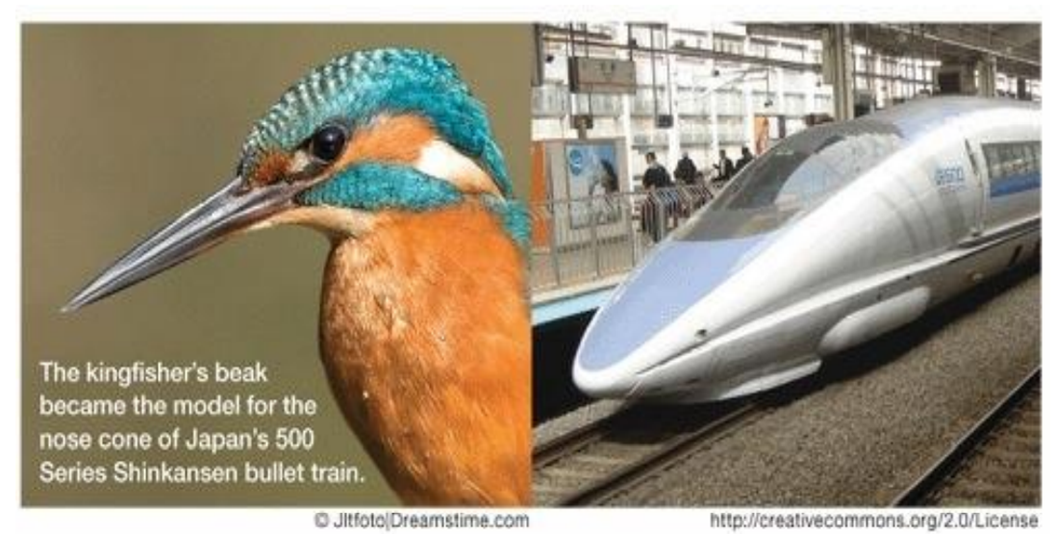 The kingfisher's beak
became the model for the
nose cone of Japan's 500
Series Shinkansen bullet train.
© Jltfoto|Dreamstime.com
http://creativecommons.org/2.0/License